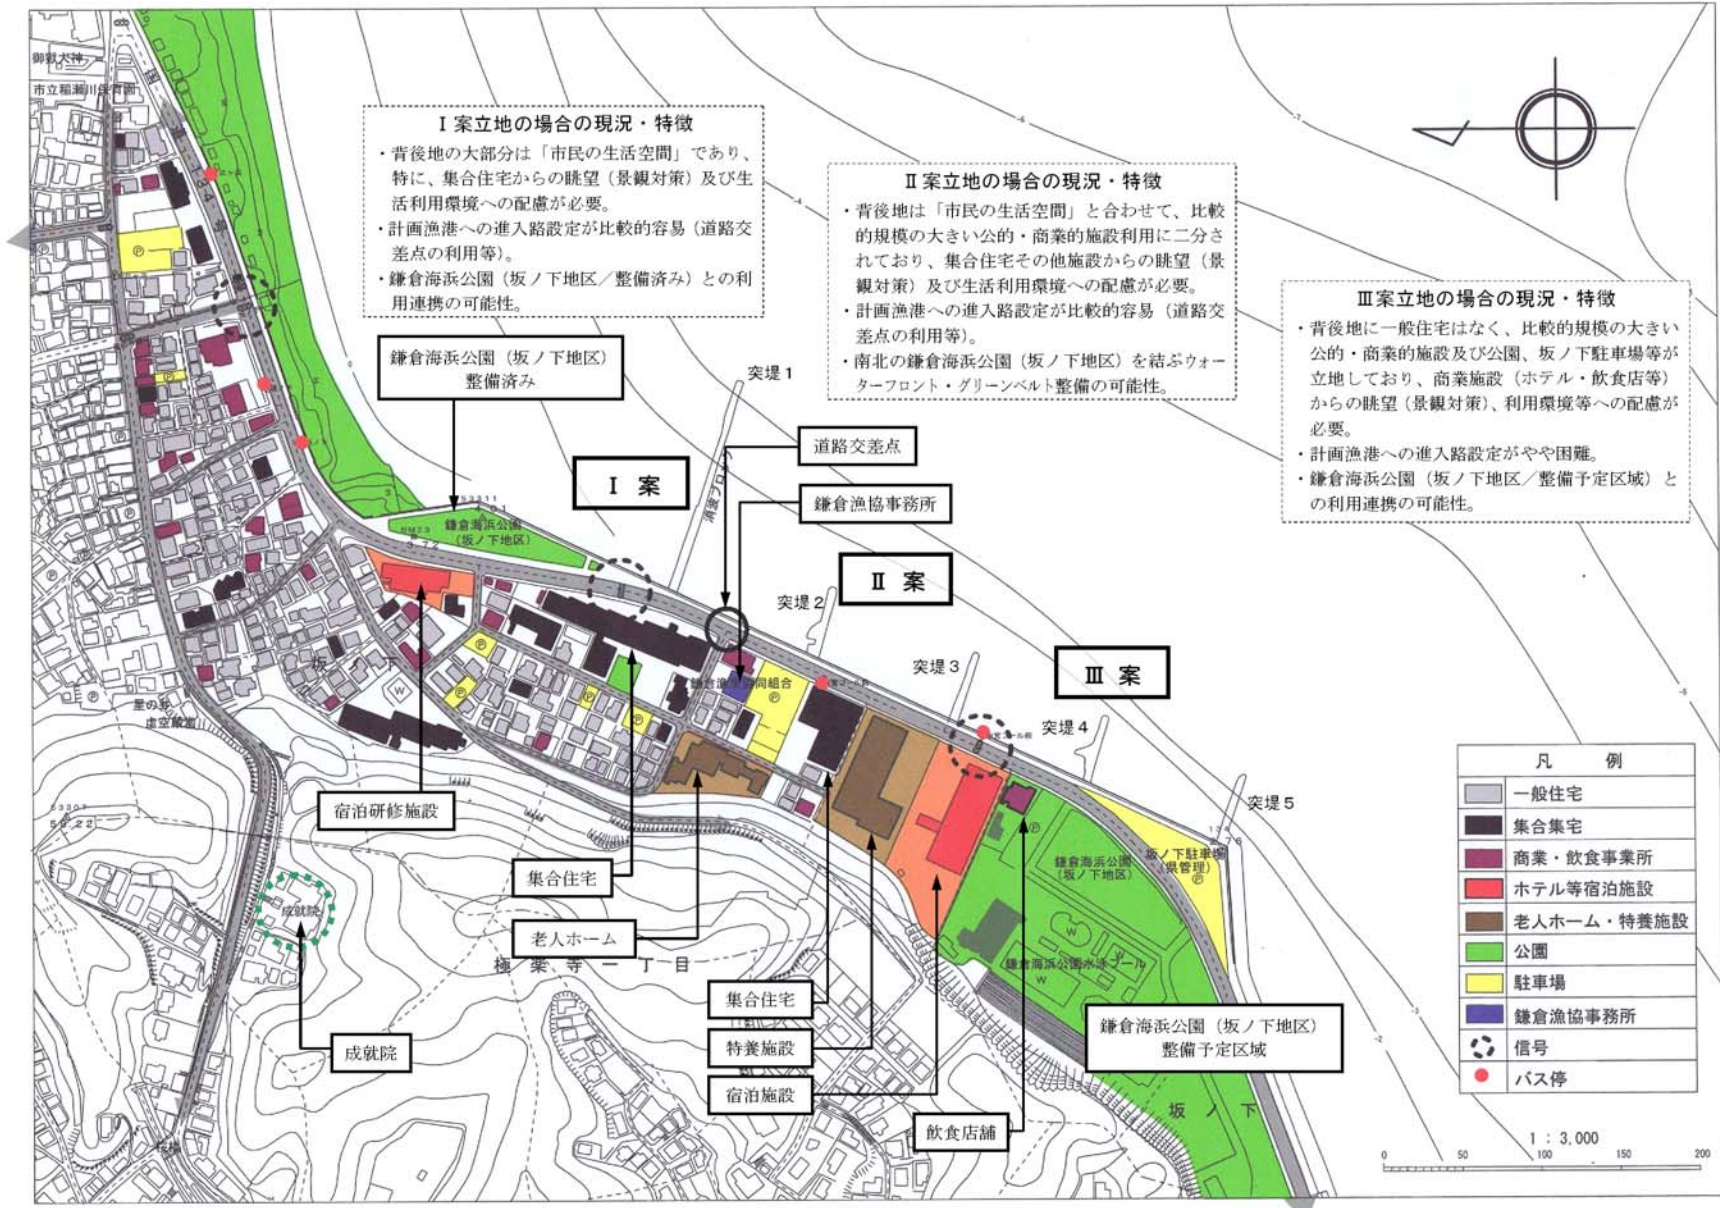 御霊大神
市立稲瀬川保育園
Ⅰ案立地の場合の現況・特徴
・背後地の大部分は「市民の生活空間」であり、
特に、集合住宅からの眺望（景観対策）及び生
活利用環境への配慮が必要。
・計画漁港への進入路設定が比較的容易（道路交
差点の利用等）。
・鎌倉海浜公園（坂ノ下地区／整備済み）との利
用連携の可能性。
Ⅱ案立地の場合の現況・特徴
・背後地は「市民の生活空間」と合わせて、比較
的規模の大きい公的・商業的施設利用に二分さ
れており、集合住宅その他施設からの眺望（景
観対策）及び生活利用環境への配慮が必要。
・計画漁港への進入路設定が比較的容易（道路交
差点の利用等）。
・南北の鎌倉海浜公園（坂ノ下地区）を結ぶウォー
ターフロント・グリーンベルト整備の可能性。
Ⅲ案立地の場合の現況・特徴
・背後地に一般住宅はなく、比較的規模の大きい
公的・商業的施設及び公園、坂ノ下駐車場等が
立地しており、商業施設（ホテル・飲食店等）
からの眺望（景観対策）、利用環境等への配慮が
必要。
・計画漁港への進入路設定がやや困難。
・鎌倉海浜公園（坂ノ下地区／整備予定区域）と
の利用連携の可能性。
鎌倉海浜公園（坂ノ下地区）
整備済み
突堤1
道路交差点
Ⅰ 案
消波ブロック
鎌倉漁協事務所
鎌倉海浜公園
（坂ノ下地区）
3.72
Ⅱ 案
突堤2
突堤3
Ⅲ 案
突堤4
突堤5
坂ノ下
鎌倉漁業協同組合
星の井
虚空蔵堂
宿泊研修施設
集合住宅
老人ホーム
極楽寺一丁目
成就院
成就院
集合住宅
特養施設
宿泊施設
飲食店舗
鎌倉海浜公園
（坂ノ下地区）
坂ノ下駐車場
（県管理）
鎌倉海浜公園水泳プール
鎌倉海浜公園（坂ノ下地区）
整備予定区域
坂ノ下
凡 例
一般住宅
集合集宅
商業・飲食事業所
ホテル等宿泊施設
老人ホーム・特養施設
公園
駐車場
鎌倉漁協事務所
信号
バス停
1 : 3,000
0 50 100 150 200